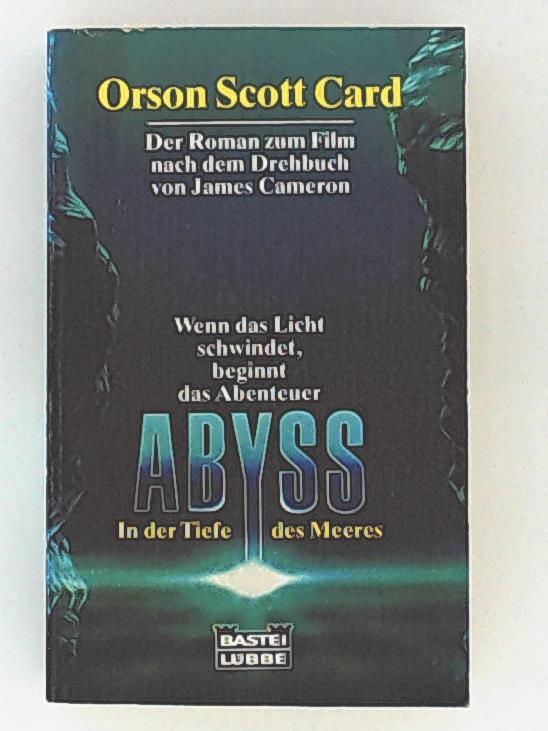 Orson Scott Card
Der Roman zum Film
nach dem Drehbuch
von James Cameron
Wenn das Licht
schwindet,
beginnt
das Abenteuer
ABYSS
In der Tiefe des Meeres
BASTEI
LÜBBE